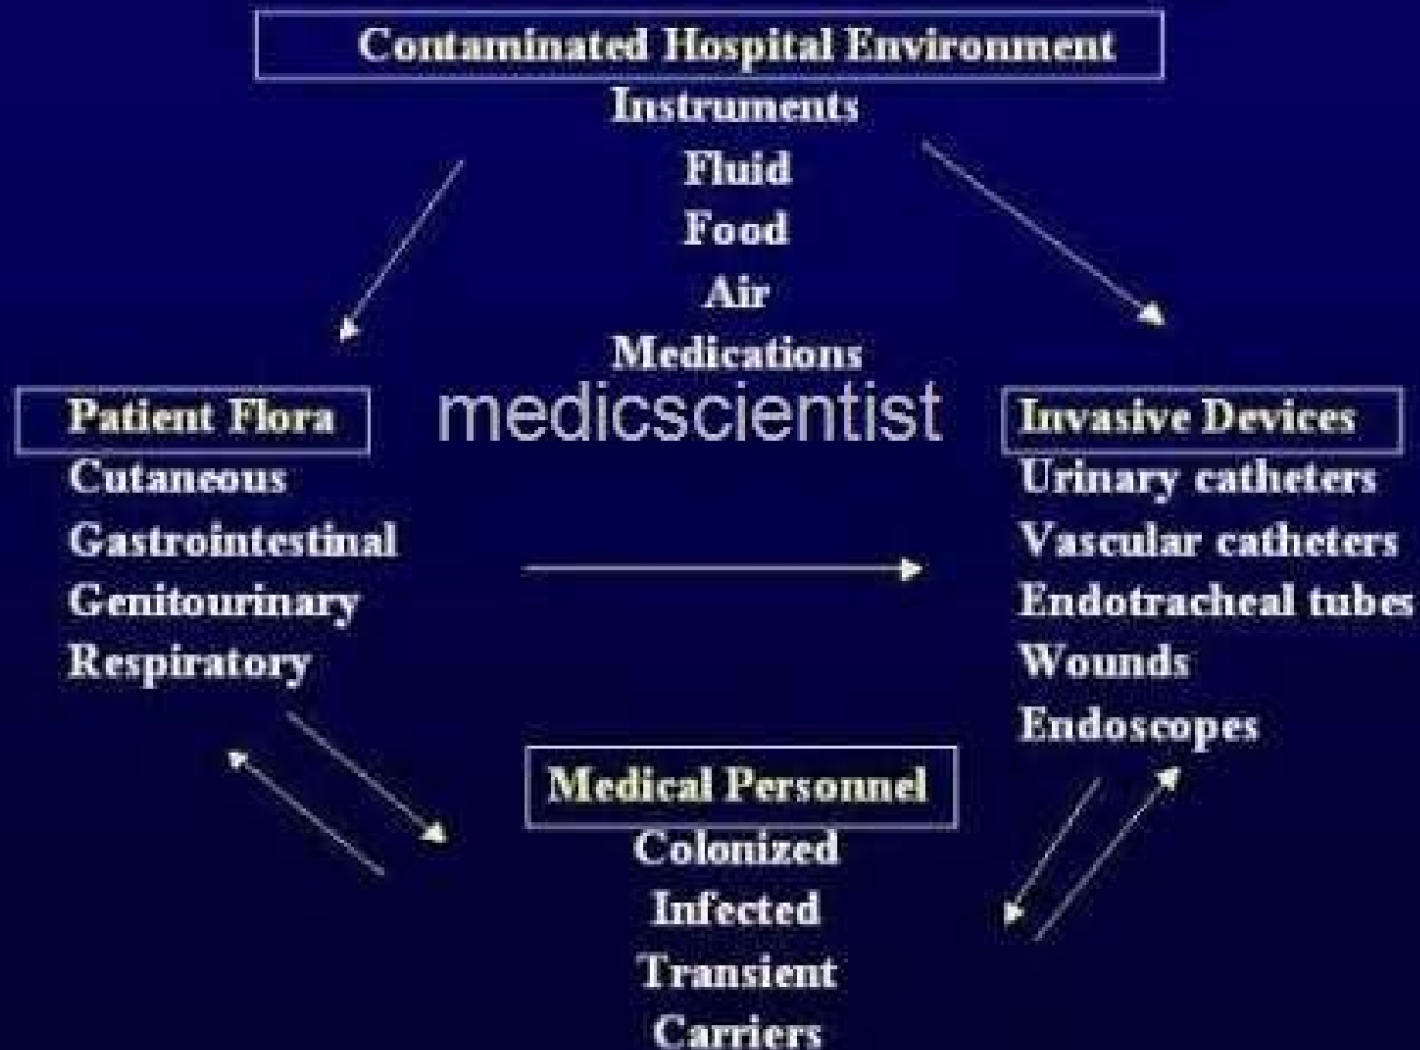 Contaminated Hospital Environment
Instruments
Fluid
Food
Air
Medications
medicscientist
Patient Flora
Cutaneous
Gastrointestinal
Genitourinary
Respiratory
Invasive Devices
Urinary catheters
Vascular catheters
Endotracheal tubes
Wounds
Endoscopes
Medical Personnel
Colonized
Infected
Transient
Carriers